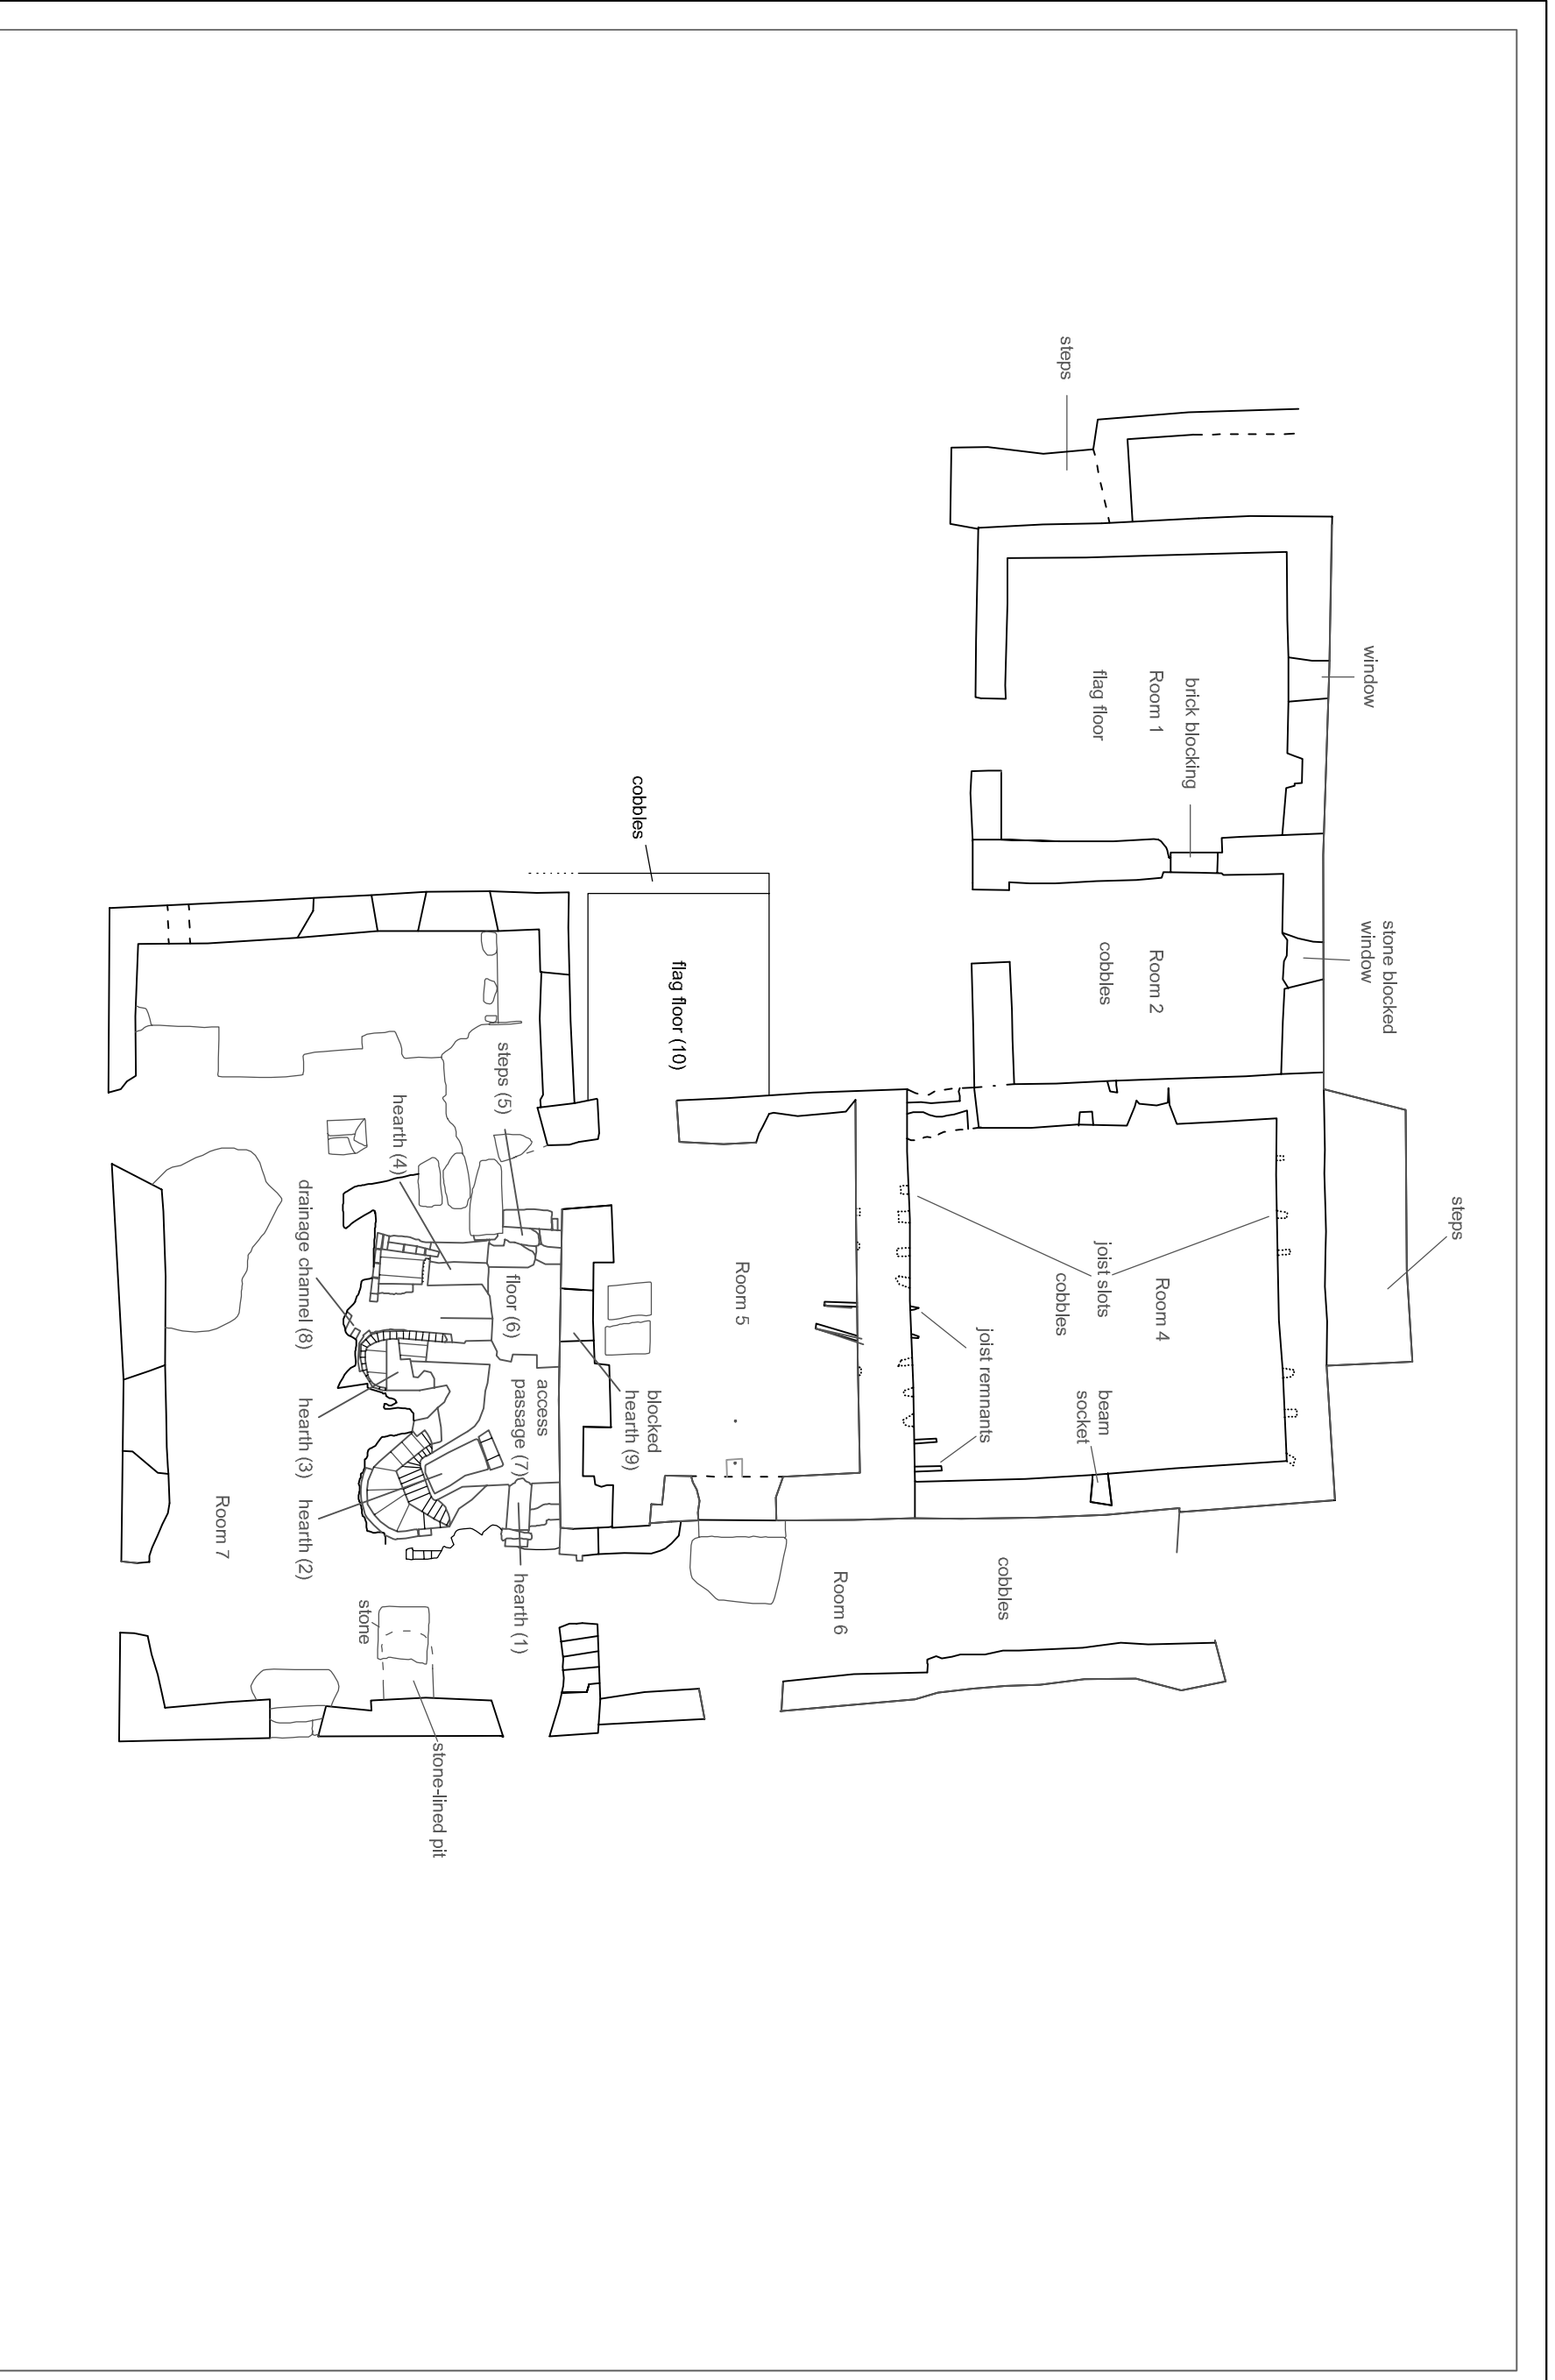 steps
stone blocked
window
window
steps
brick blocking
Room 1
flag floor
Room 2
cobbles
Room 4
joist slots
cobbles
beam
socket
steps
joist remnants
cobbles
Room 6
Room 5
cobbles
flag floor (10)
blocked
hearth (9)
access
passage (7)
floor (6)
steps (5)
hearth (1)
hearth (4)
stone-lined pit
stone
drainage channel (8)
hearth (3)
hearth (2)
Room 7